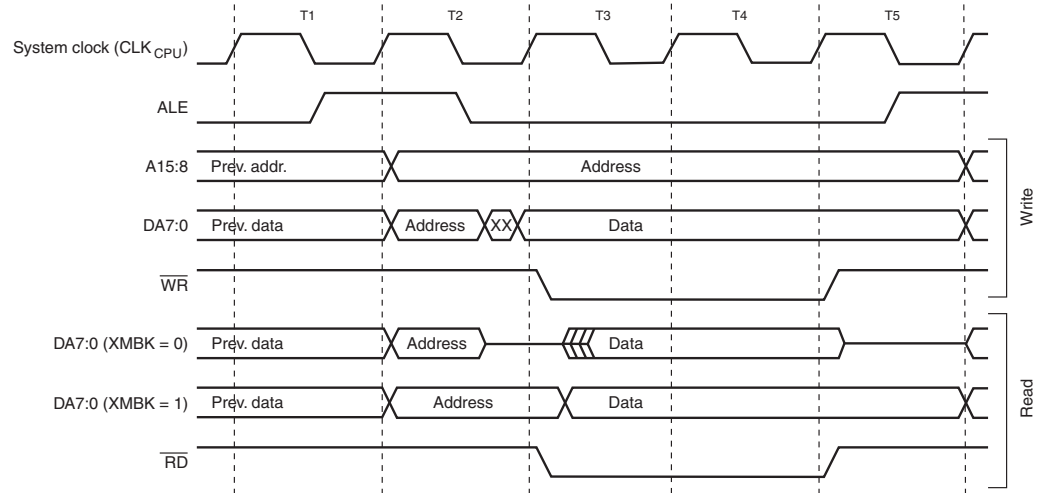 T1 T2 T3 T4 T5
System clock (CLK CPU)
ALE
A15:8 Prev. addr. Address
DA7:0 Prev. data Address XX Data
WR
Write
DA7:0 (XMBK = 0) Prev. data Address Data
DA7:0 (XMBK = 1) Prev. data Address Data
RD
Read